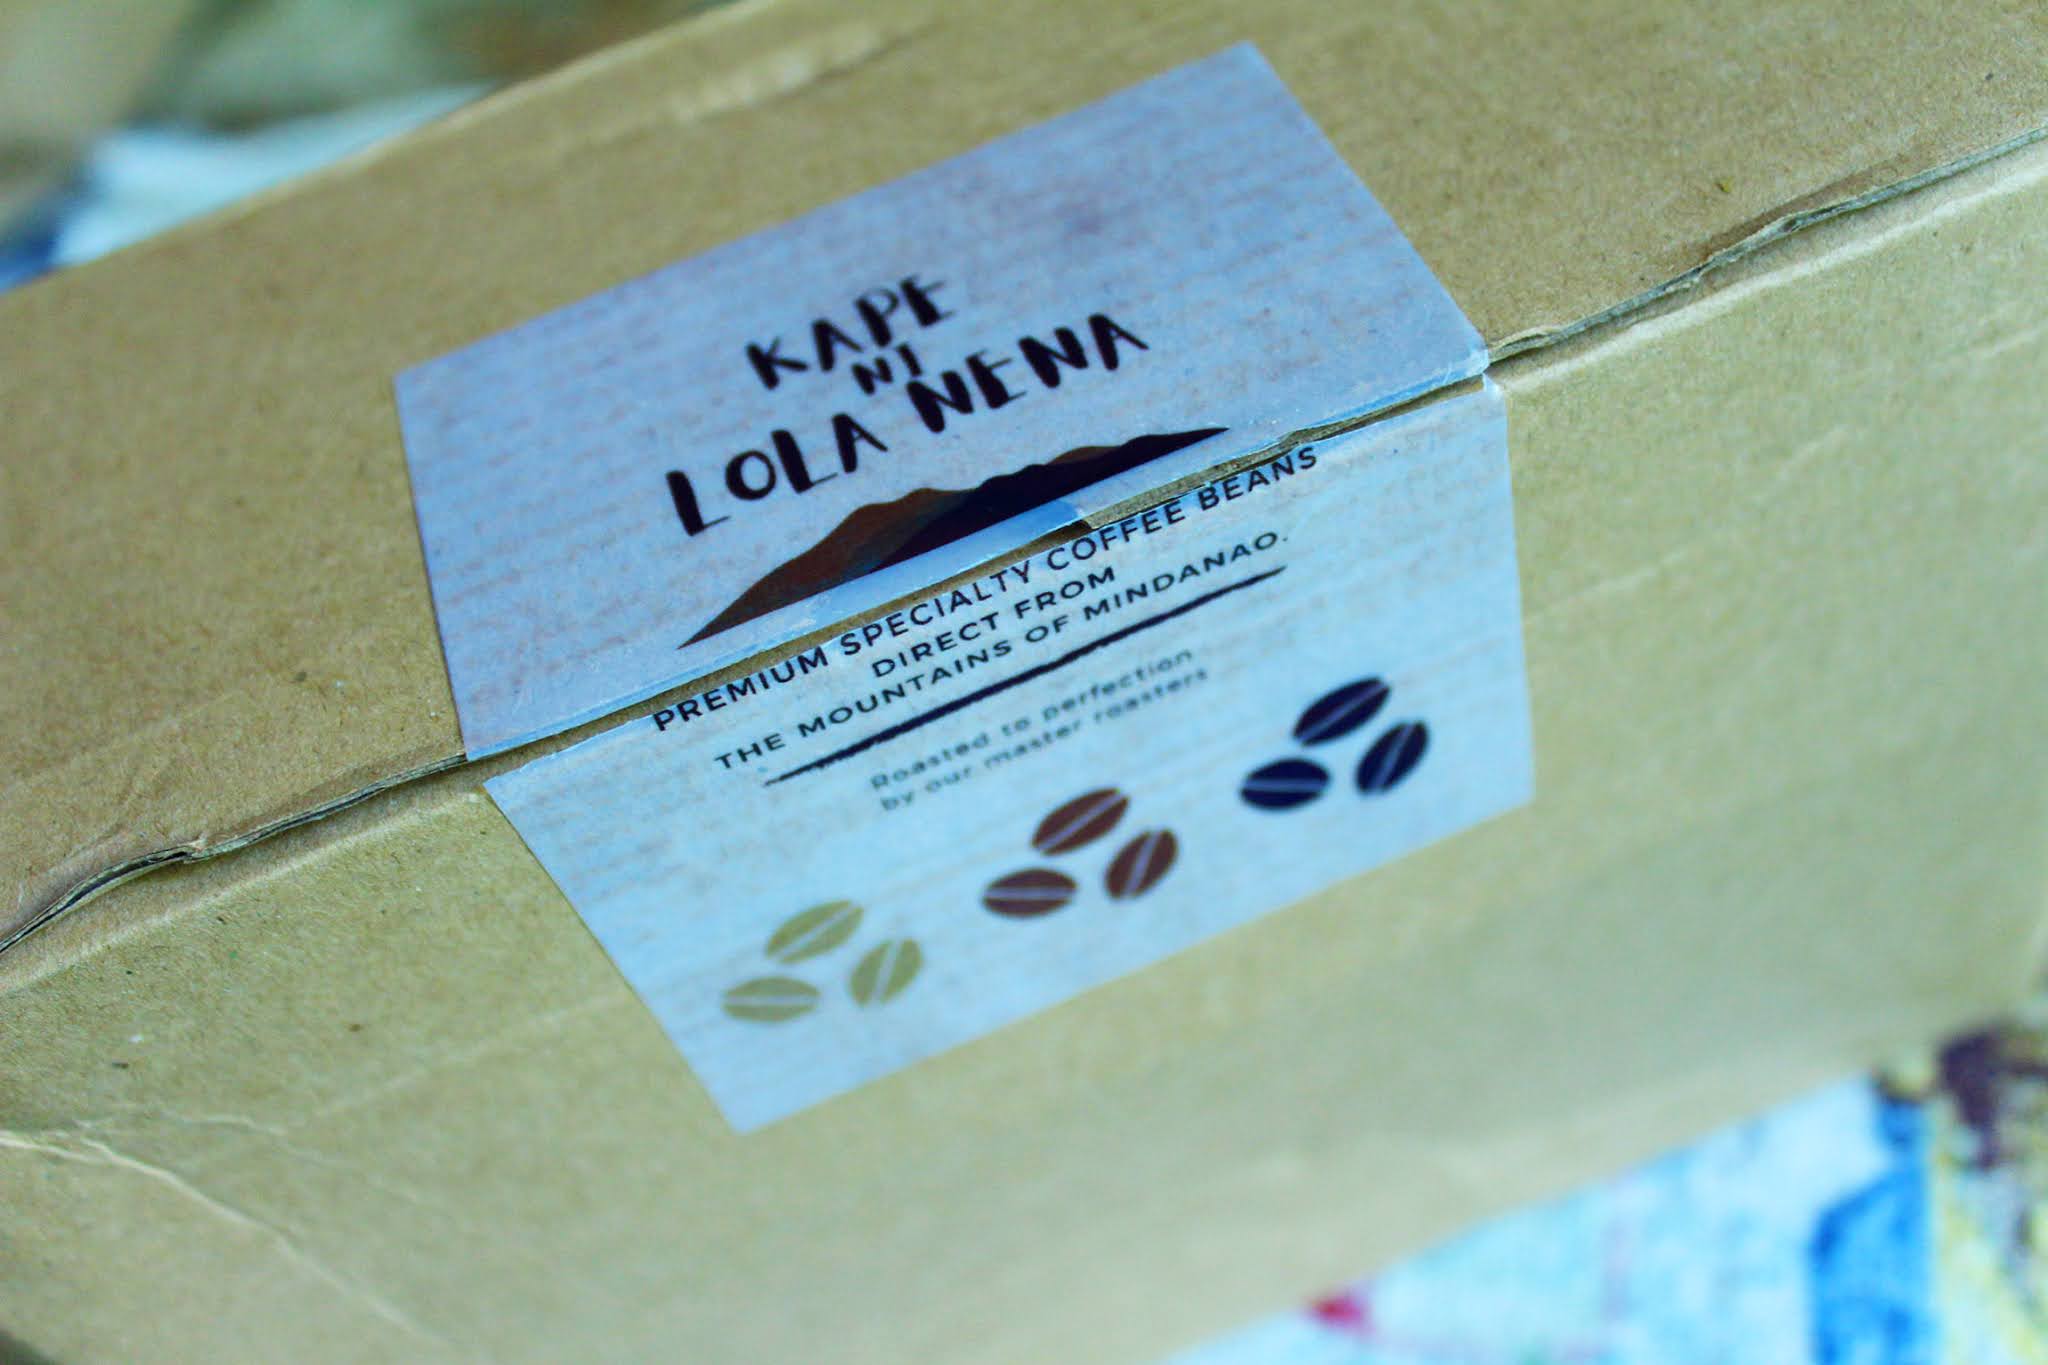 KAPE
NI
LOLA NENA
PREMIUM SPECIALTY COFFEE BEANS
DIRECT FROM
THE MOUNTAINS OF MINDANAO.
Roasted to perfection
by our master roasters